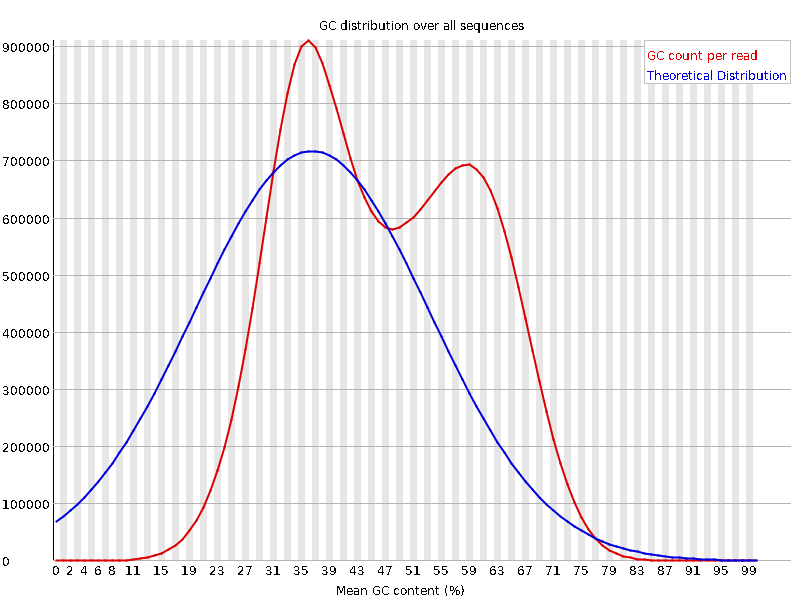 GC distribution over all sequences
GC count per read
Theoretical Distribution
900000
800000
700000
600000
500000
400000
300000
200000
100000
0
0 2 4 6 8 11 15 19 23 27 31 35 39 43 47 51 55 59 63 67 71 75 79 83 87 91 95 99
Mean GC content (%)